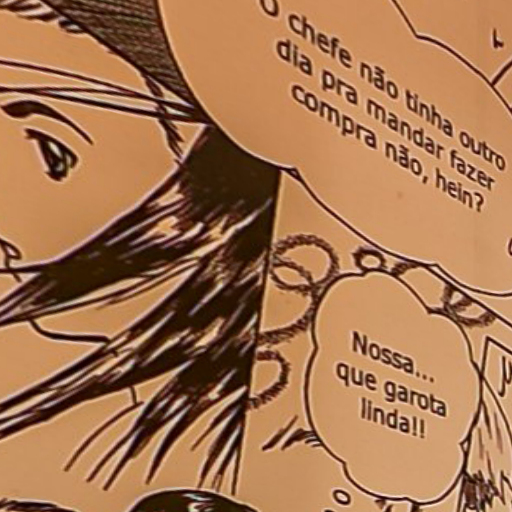 O chefe não tinha outro
dia pra mandar fazer
compra não, hein?
Nossa...
que garota
linda!!